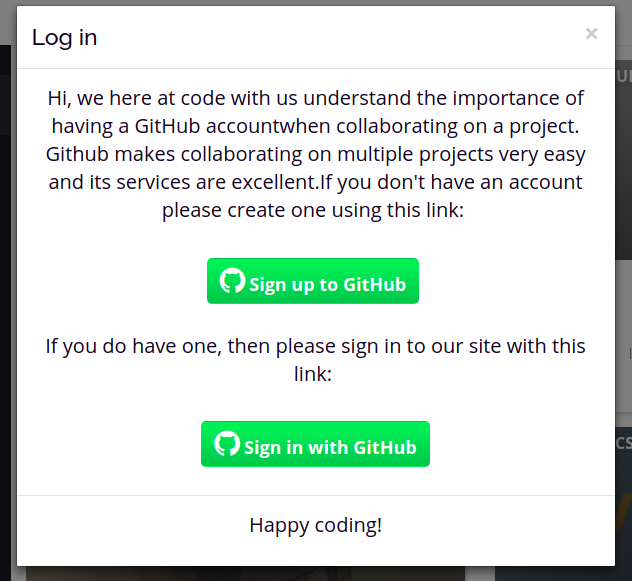 Log in
×
Hi, we here at code with us understand the importance of
having a GitHub accountwhen collaborating on a project.
Github makes collaborating on multiple projects very easy
and its services are excellent.If you don't have an account
please create one using this link:
Sign up to GitHub
If you do have one, then please sign in to our site with this
link:
Sign in with GitHub
Happy coding!